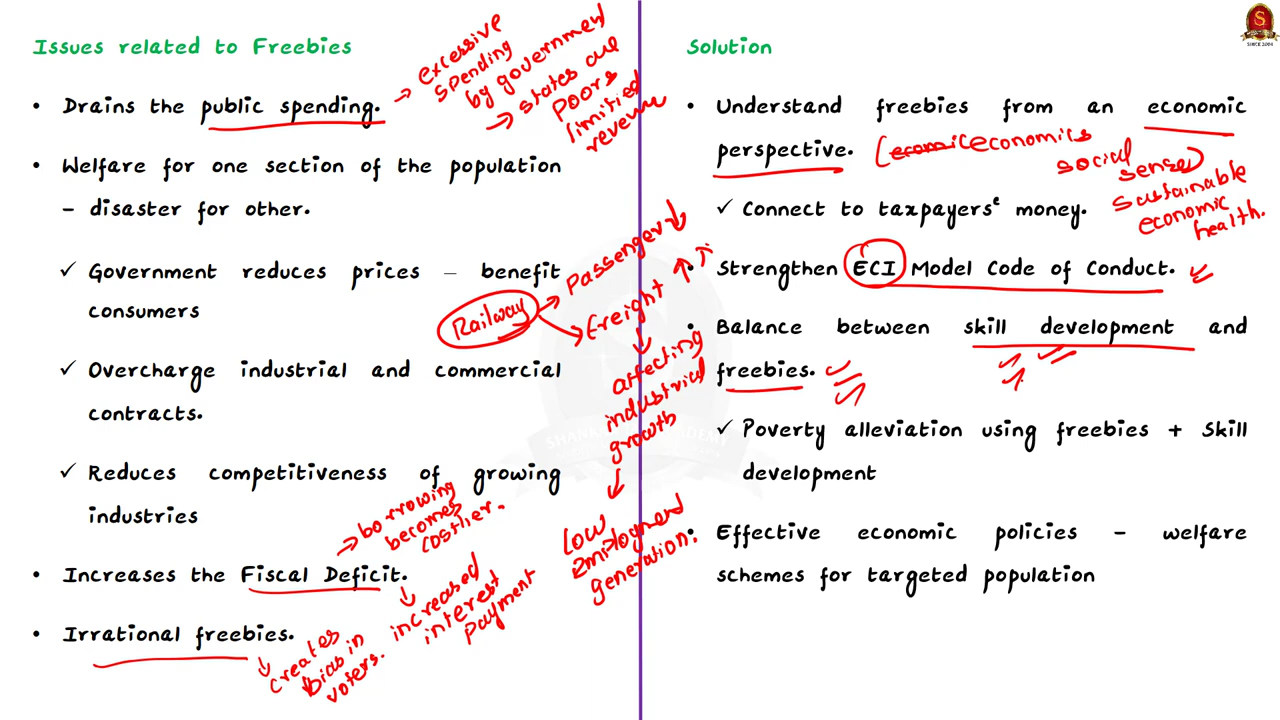 Issues related to Freebies
• Drains the public spending.
→ excessive
spending
by government
→ states are
poors
limited
revenue
• Welfare for one section of the population
– disaster for other.
✓ Government reduces prices – benefit
consumers
Railway
→ Passenger ↓
→ Freight ↑ ↑
↓
affecting
industrial
growth
↓
Low
Employment
generation.
✓ Overcharge industrial and commercial
contracts.
✓ Reduces competitiveness of growing
industries
• Increases the Fiscal Deficit.
→ borrowing
becomes
costlier.
↓
increased
interest
payment
• Irrational freebies.
↓
creates
bias in
voters.
Solution
• Understand freebies from an economic
perspective.
economics
social
sense)
sustainable
economic
health.
✓ Connect to taxpayers' money.
• Strengthen ECI Model Code of Conduct.
• Balance between skill development and
freebies.
✓ Poverty alleviation using freebies + Skill
development
• Effective economic policies – welfare
schemes for targeted population
S
SINCE 2004